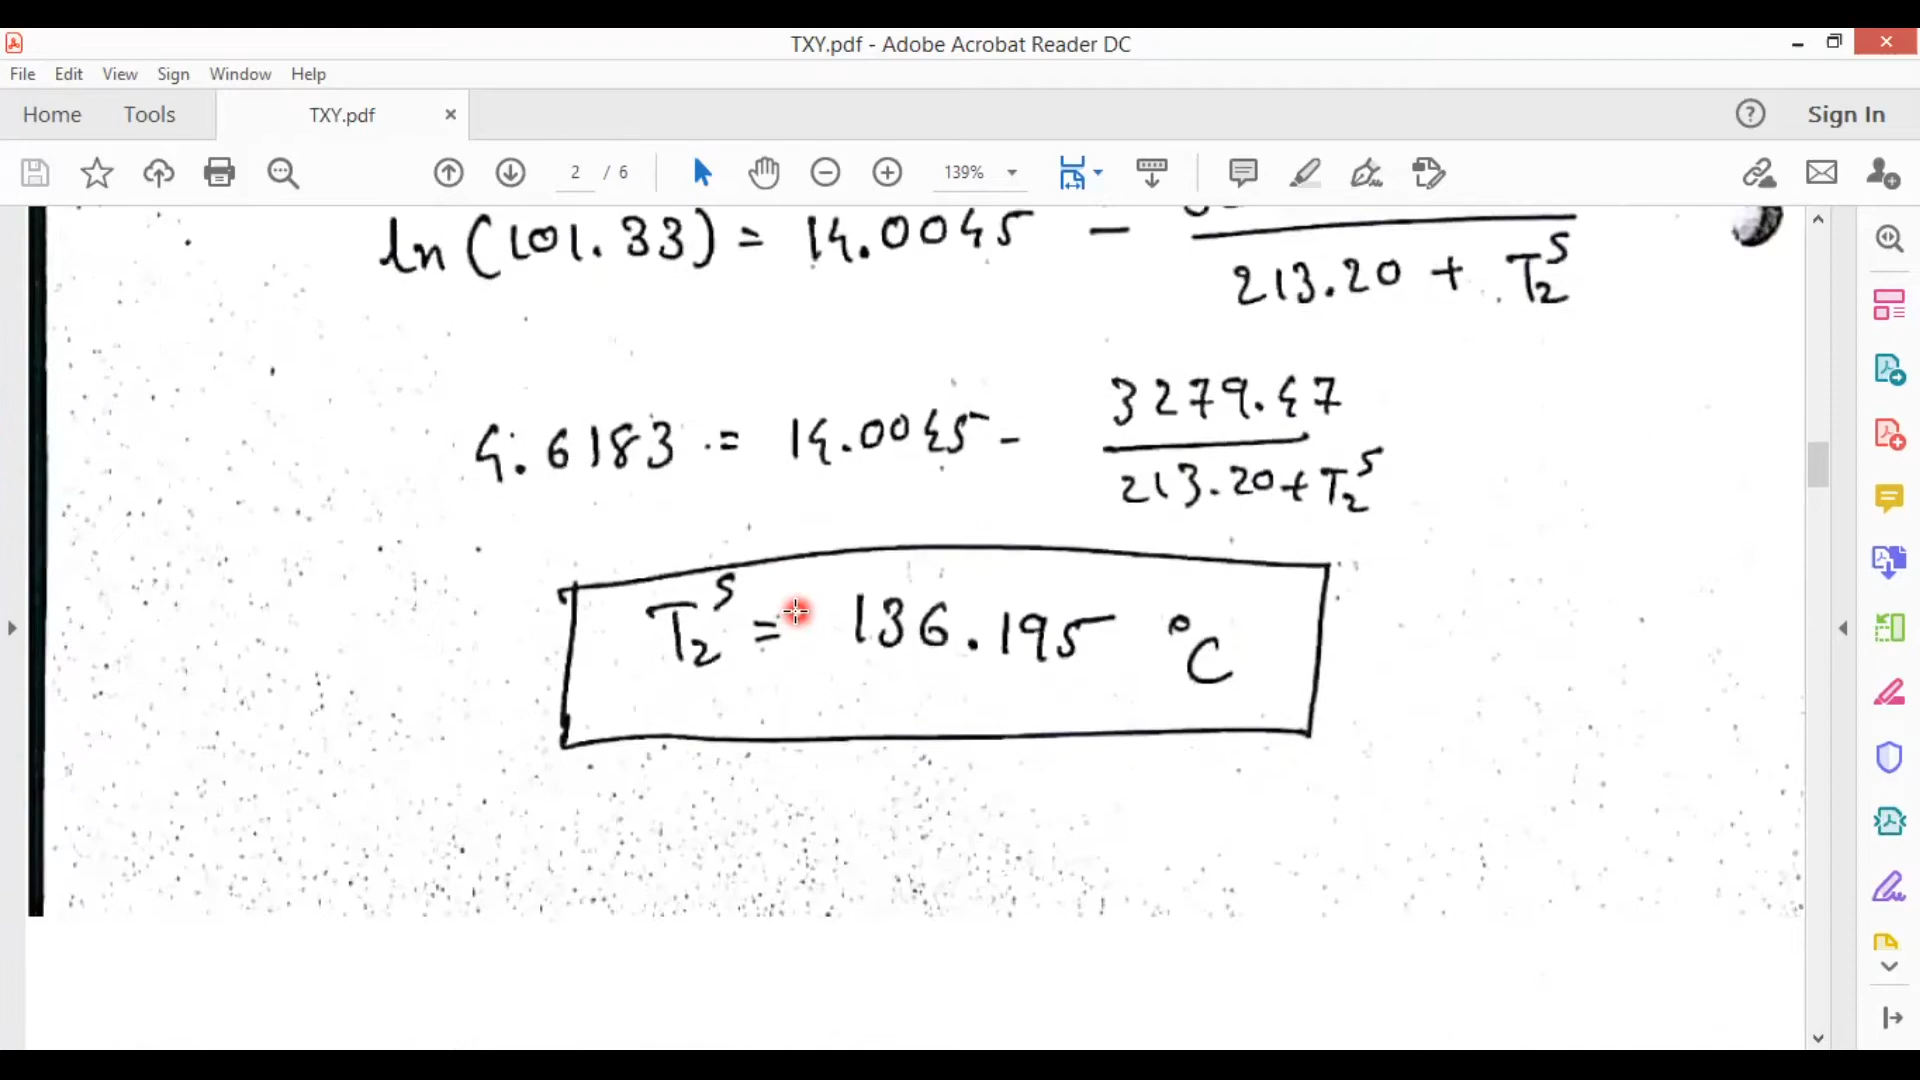 TXY.pdf - Adobe Acrobat Reader DC
File Edit View Sign Window Help
Home Tools TXY.pdf × ? Sign In
2 / 6 139%
ln (101.33) = 14.0045 -
213.20 + T₂ˢ
4.6183 = 14.0045 -
3279.47
213.20 + T₂ˢ
T₂ˢ = 136.195 °C